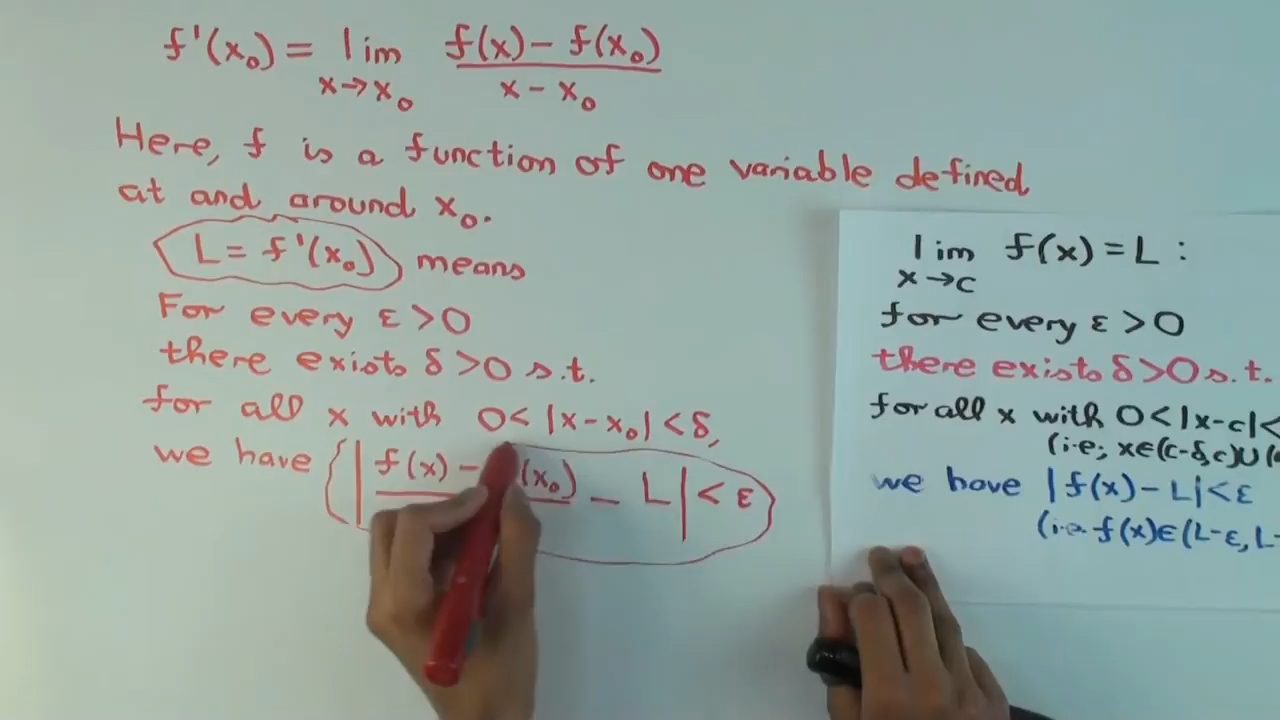 f'(x₀) = lim f(x) - f(x₀)
x→x₀ x - x₀
Here, f is a function of one variable defined
at and around x₀.
L = f'(x₀) means
For every ε > 0
there exists δ > 0 s.t.
for all x with 0 < |x - x₀| < δ,
we have | f(x) - (x₀) - L | < ε
lim f(x) = L :
x→c
for every ε > 0
there exists δ > 0 s.t.
for all x with 0 < |x-c| <
(i.e; x∈(c-δ,c)∪(
we have |f(x) - L| < ε
(i.e. f(x)∈(L-ε, L-